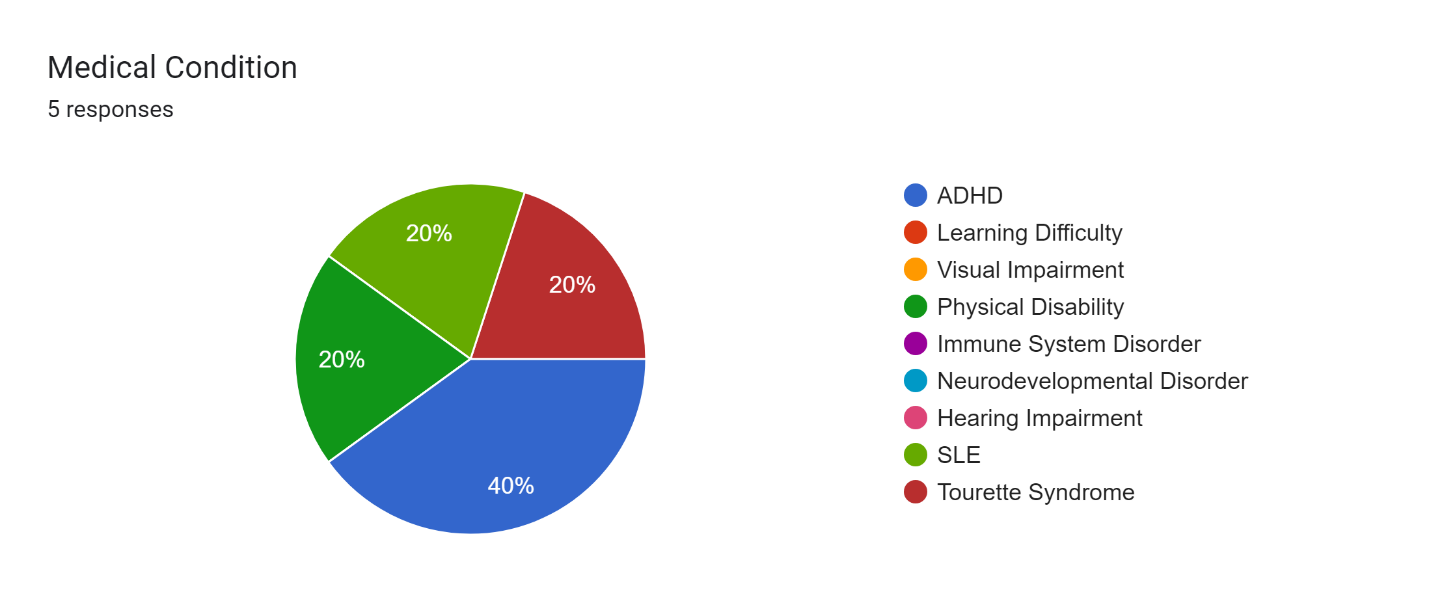 Medical Condition
5 responses
20%
20%
20%
40%
ADHD
Learning Difficulty
Visual Impairment
Physical Disability
Immune System Disorder
Neurodevelopmental Disorder
Hearing Impairment
SLE
Tourette Syndrome